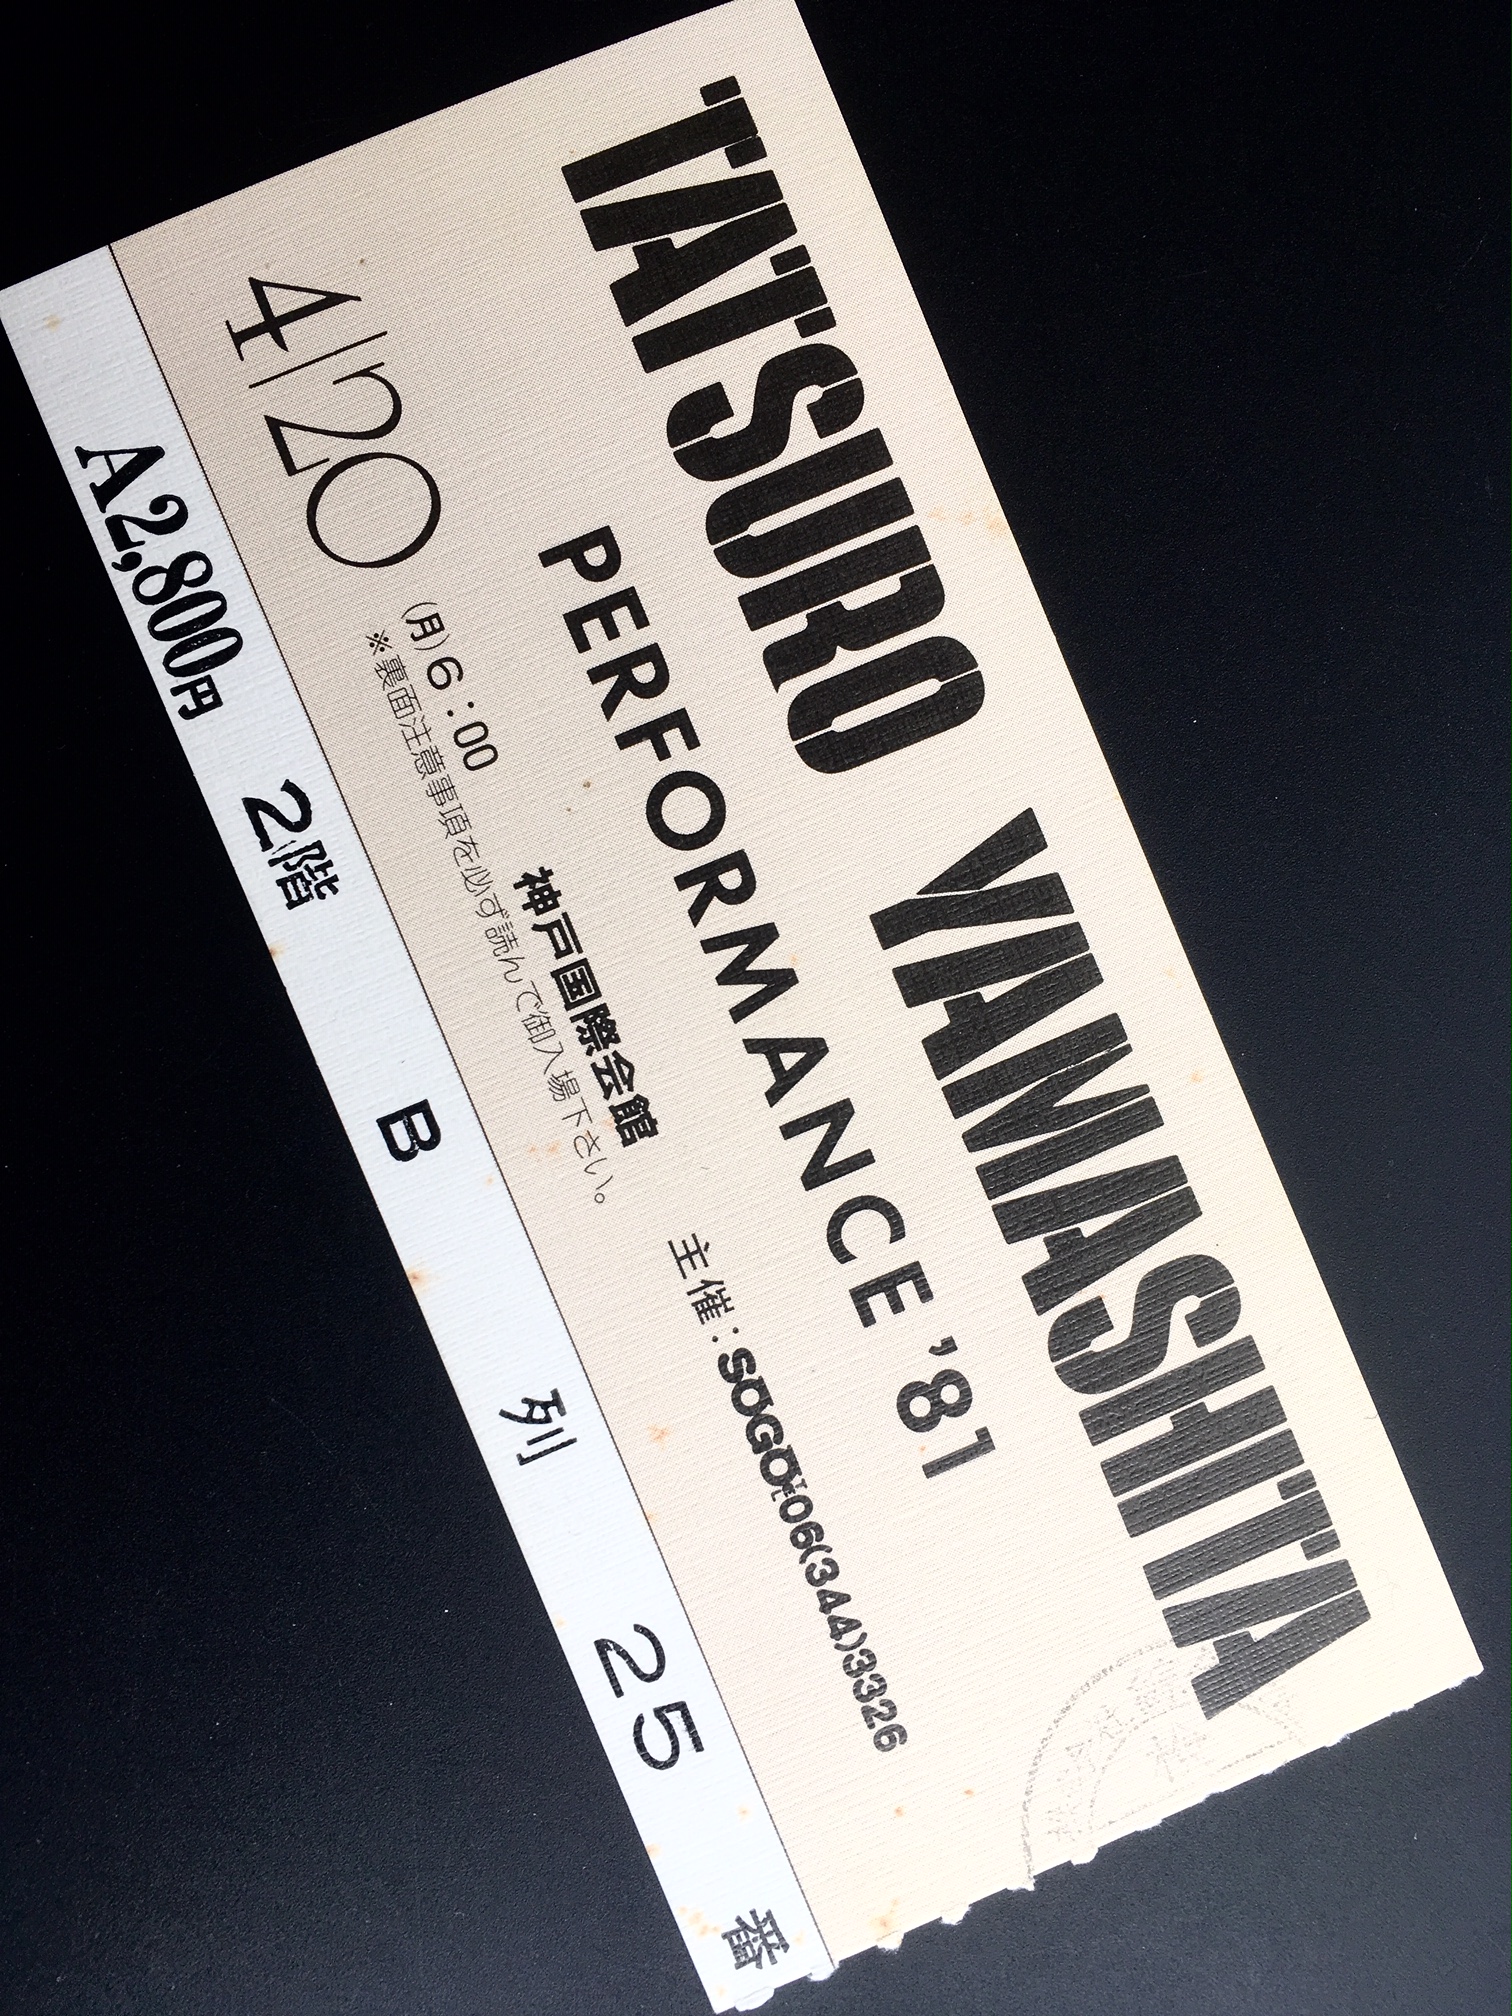 TATSURO YAMASHITA
PERFORMANCE '81
4/20 (月)6:00 神戸国際会館 主催:SOGO 06(344)3326
※裏面注意事項を必ず読んで御入場下さい。
A2,800円 2階 B 列 25 番